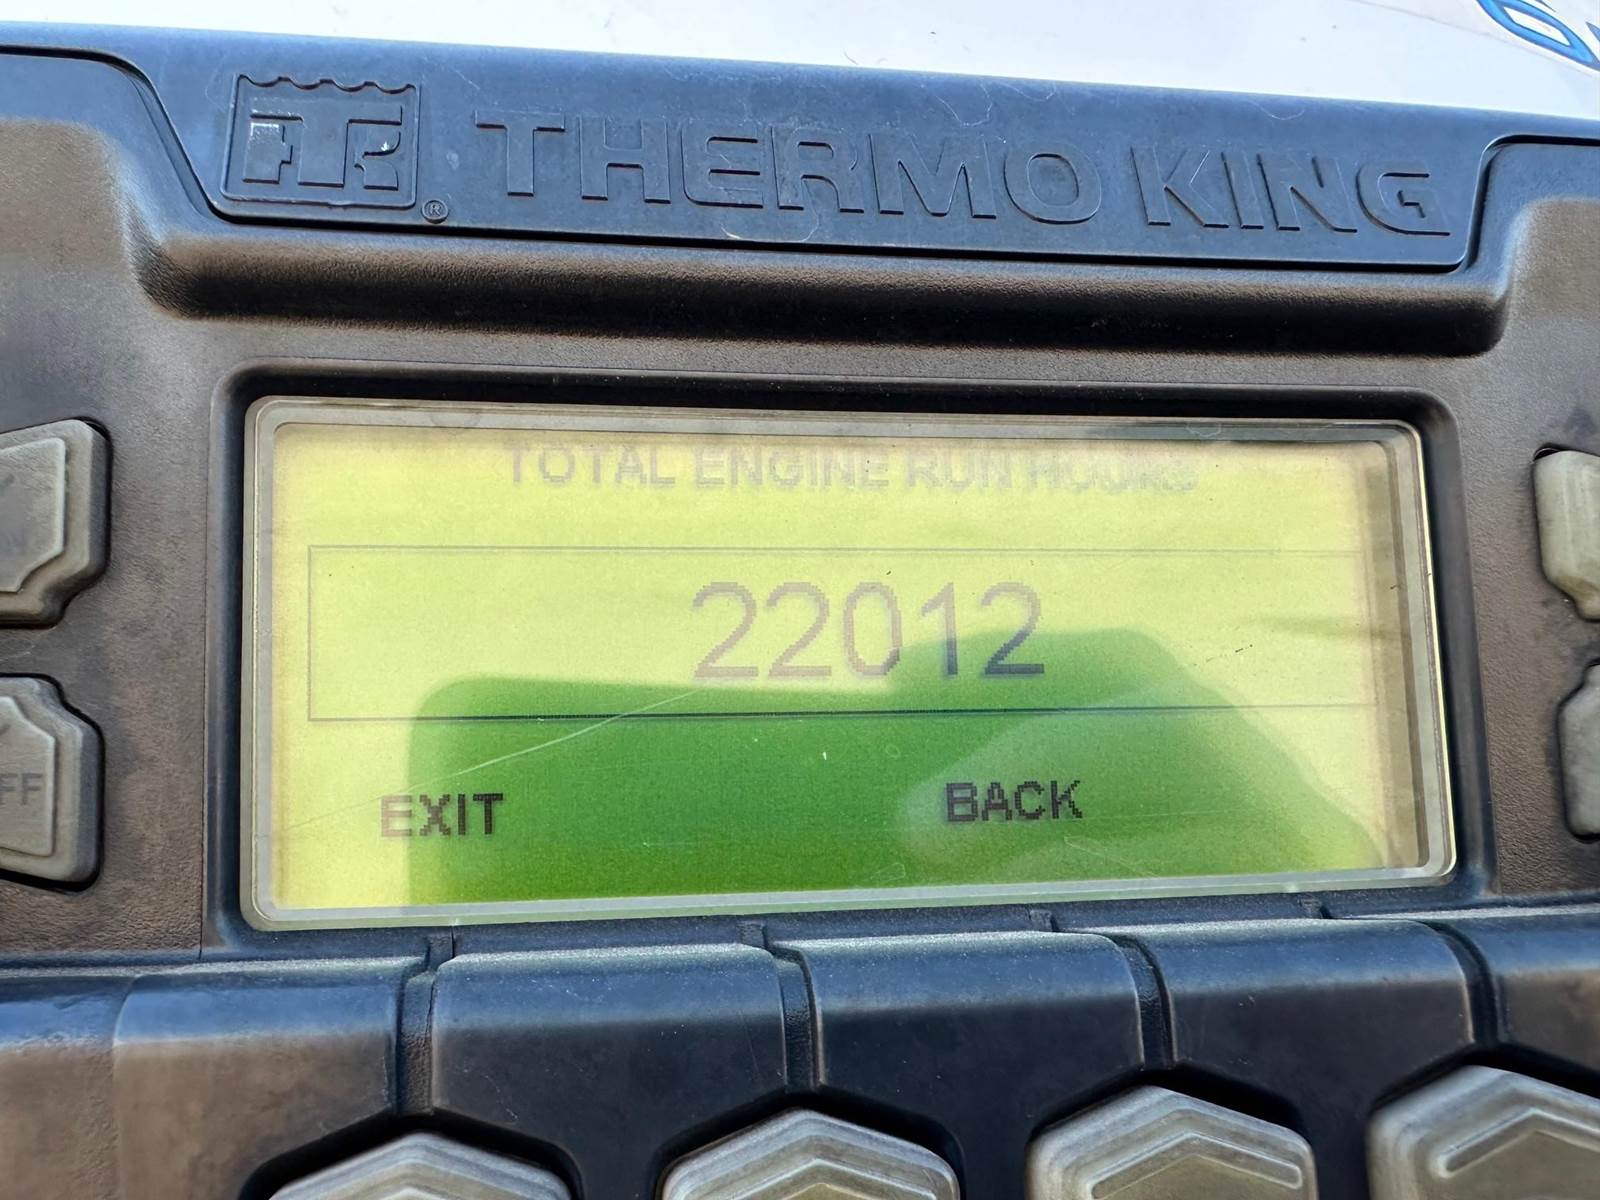 THERMO KING
TOTAL ENGINE RUN HOURS
22012
EXIT
BACK